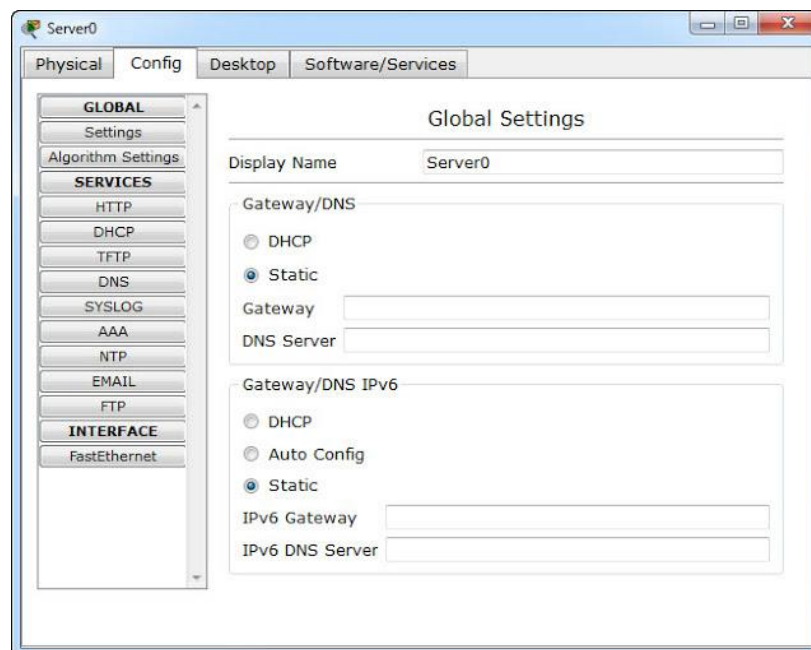 Server0
Physical Config Desktop Software/Services
GLOBAL
Settings
Algorithm Settings
SERVICES
HTTP
DHCP
TFTP
DNS
SYSLOG
AAA
NTP
EMAIL
FTP
INTERFACE
FastEthernet
Global Settings
Display Name Server0
Gateway/DNS
DHCP
Static
Gateway
DNS Server
Gateway/DNS IPv6
DHCP
Auto Config
Static
IPv6 Gateway
IPv6 DNS Server